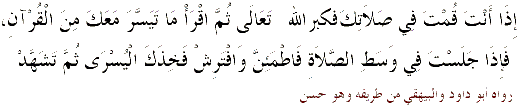 إِذَا أَنْتَ قُمْتَ فِي صَلَاتِكَ فَكَبِّرِ اللهَ تَعَالَى ثُمَّ اقْرَأْ مَا تَيَسَّرَ مَعَكَ مِنَ الْقُرْآنِ،
فَإِذَا جَلَسْتَ فِي وَسَطِ الصَّلَاةِ فَاطْمَئِنَّ وَافْتَرِشْ فَخِذَكَ الْيُسْرَى ثُمَّ تَشَهَّدْ
رواه أبو داود والبيهقي من طريقه وهو حسن